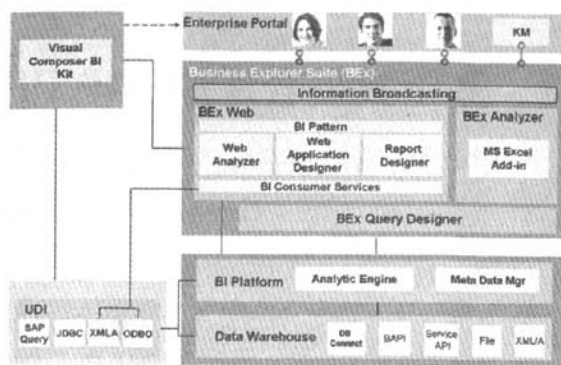 Enterprise Portal
KM
Visual
Composer BI
Kit
Business Explorer Suite (BEx)
Information Broadcasting
BEx Web
BI Pattern
Web
Analyzer
Web
Application
Designer
Report
Designer
BI Consumer Services
BEx Analyzer
MS Excel
Add-in
BEx Query Designer
BI Platform
Analytic Engine
Meta Data Mgr
UDI
SAP
Query
JDBC
XMLA
ODBO
Data Warehouse
DB
Connect
BAPI
Service
API
File
XML/A